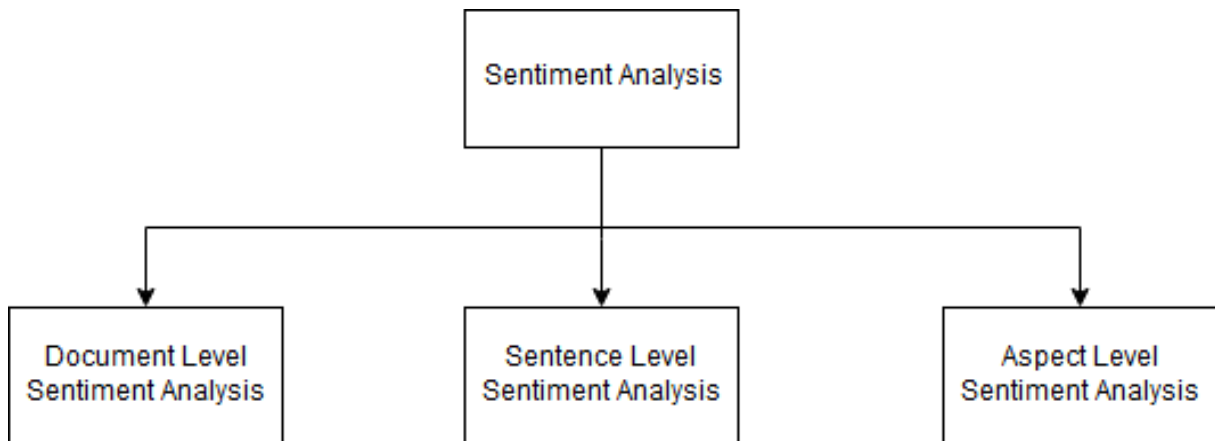 Sentiment Analysis
Document Level
Sentiment Analysis
Sentence Level
Sentiment Analysis
Aspect Level
Sentiment Analysis